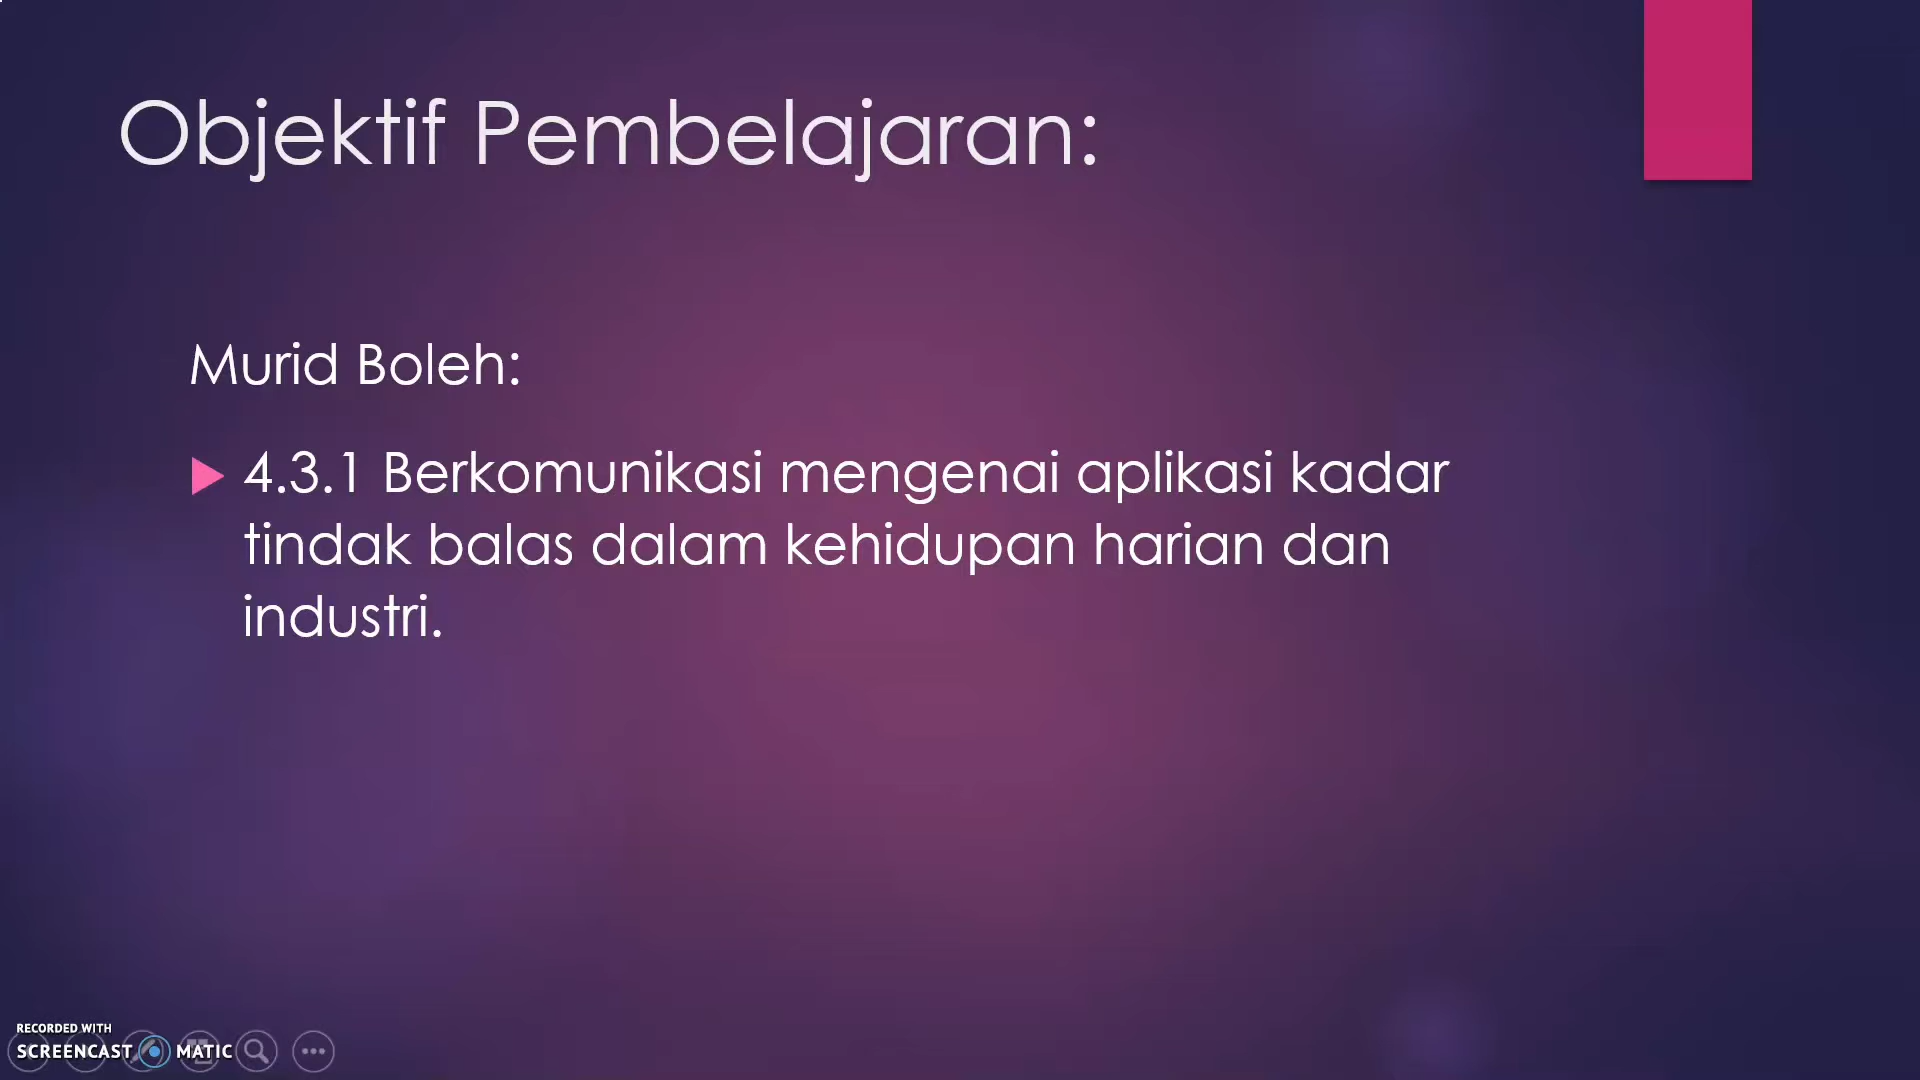 Objektif Pembelajaran:
Murid Boleh:
4.3.1 Berkomunikasi mengenai aplikasi kadar
tindak balas dalam kehidupan harian dan
industri.
RECORDED WITH
SCREENCAST MATIC